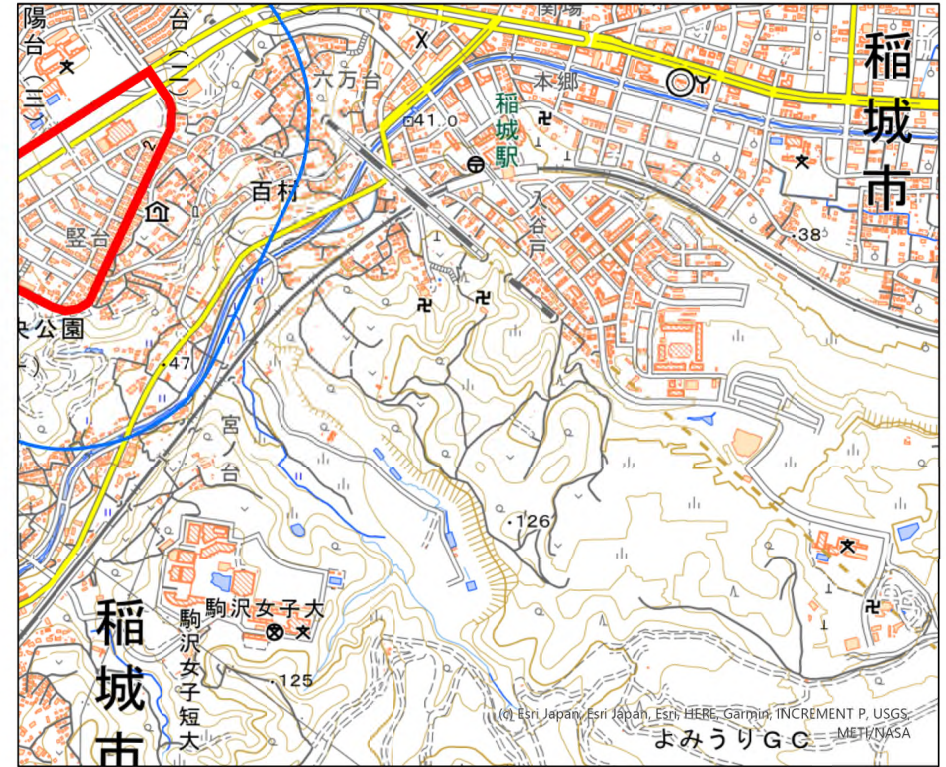 陽台(三)
台(二)
関場
稲城市
六万台
本郷
稲城駅
41.0
2
百村
入谷戸
38
竪台
央公園
47
宮ノ台
126
駒沢女子大
稲城市
駒沢女子短大
125
(c) Esri Japan, Esri Japan, Esri, HERE, Garmin, INCREMENT P, USGS,
METI/NASA
よみうりGC